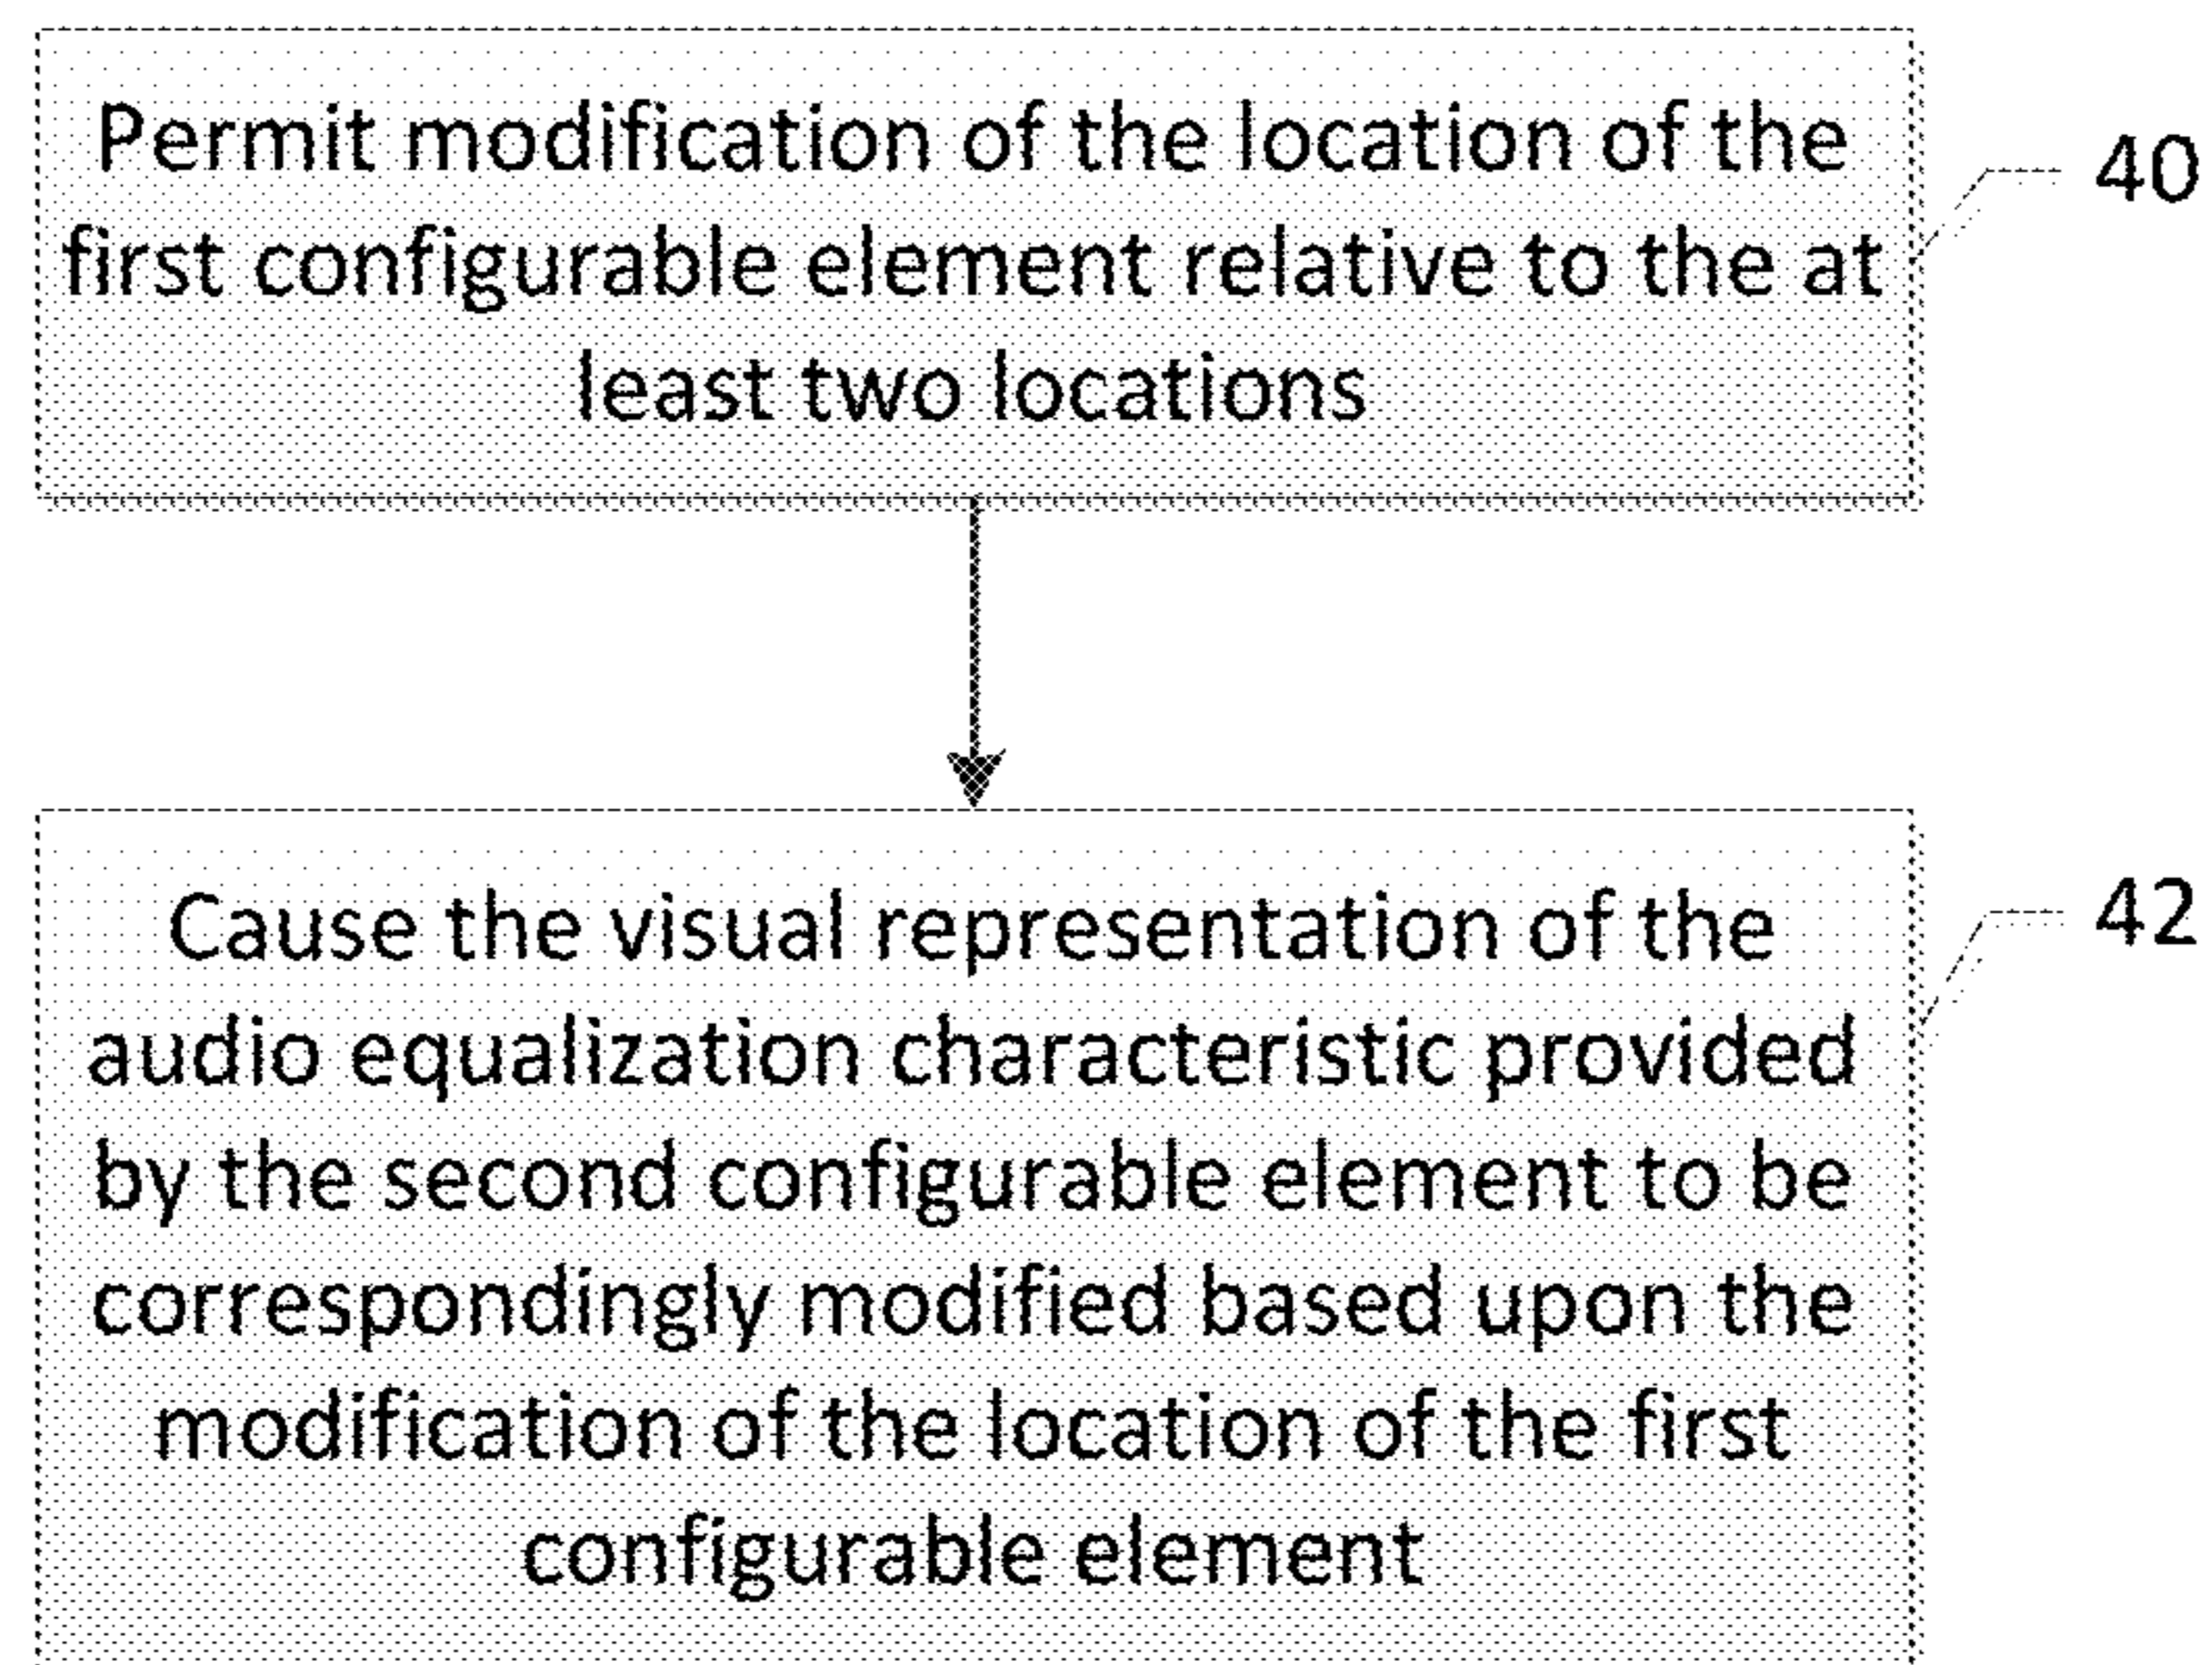 Permit modification of the location of the
first configurable element relative to the at
least two locations
40
Cause the visual representation of the
audio equalization characteristic provided
by the second configurable element to be
correspondingly modified based upon the
modification of the location of the first
configurable element
42